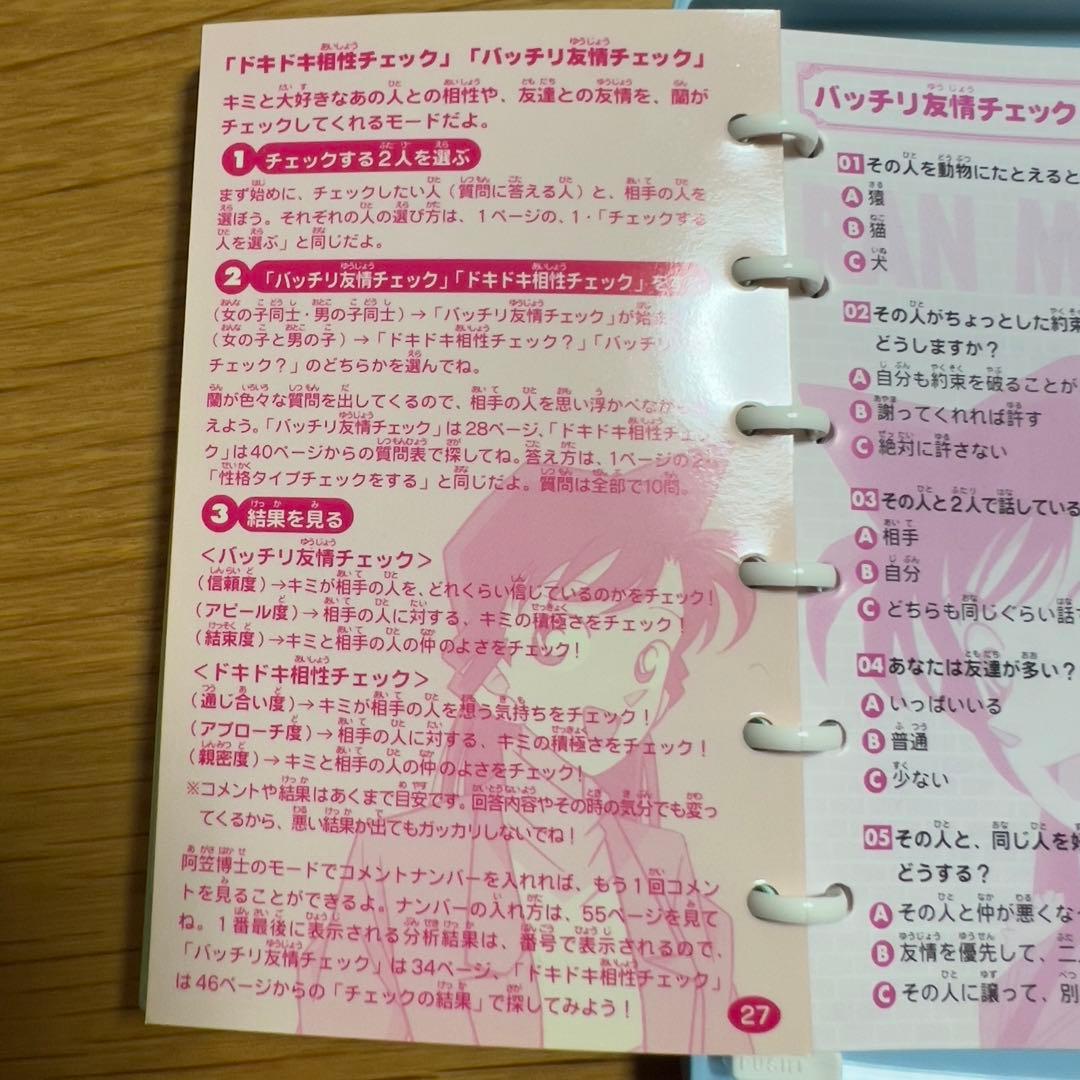 「ドキドキ相性チェック」「バッチリ友情チェック」
キミと大好きなあの人との相性や、友達との友情を、蘭が
チェックしてくれるモードだよ。
1 チェックする2人を選ぶ
まず始めに、チェックしたい人（質問に答える人）と、相手の人を
選ぼう。それぞれの人の選び方は、1ページの、1・「チェックする
人を選ぶ」と同じだよ。
2 「バッチリ友情チェック」「ドキドキ相性チェック」を
（女の子同士・男の子同士）→「バッチリ友情チェック」が始
（女の子と男の子）→「ドキドキ相性チェック？」「バッチリ
チェック？」のどちらかを選んでね。
蘭が色々な質問を出してくるので、相手の人を思い浮かべなが
えよう。「バッチリ友情チェック」は28ページ、「ドキドキ相性チェッ
ク」は40ページからの質問表で探してね。答え方は、1ページの2
「性格タイプチェックをする」と同じだよ。質問は全部で10問。
3 結果を見る
＜バッチリ友情チェック＞
（信頼度）→キミが相手の人を、どれくらい信じているのかをチェック！
（アピール度）→相手の人に対する、キミの積極さをチェック！
（結束度）→キミと相手の人の仲のよさをチェック！
＜ドキドキ相性チェック＞
（通じ合い度）→キミが相手の人を想う気持ちをチェック！
（アプローチ度）→相手の人に対する、キミの積極さをチェック！
（親密度）→キミと相手の人の仲のよさをチェック！
※コメントや結果はあくまで目安です。回答内容やその時の気分でも変っ
てくるから、悪い結果が出てもガッカリしないでね！
阿笠博士のモードでコメントナンバーを入れれば、もう1回コメン
トを見ることができるよ。ナンバーの入れ方は、55ページを見て
ね。1番最後に表示される分析結果は、番号で表示されるので、
「バッチリ友情チェック」は34ページ、「ドキドキ相性チェック」
は46ページからの「チェックの結果」で探してみよう！
27
バッチリ友情チェック
01 その人を動物にたとえると
A 猿
B 猫
C 犬
02 その人がちょっとした約束
どうしますか？
A 自分も約束を破ることが
B 謝ってくれれば許す
C 絶対に許さない
03 その人と2人で話している
A 相手
B 自分
C どちらも同じぐらい話
04 あなたは友達が多い？
A いっぱいいる
B 普通
C 少ない
05 その人と、同じ人を
どうする？
A その人と仲が悪くな
B 友情を優先して、二
C その人に譲って、別